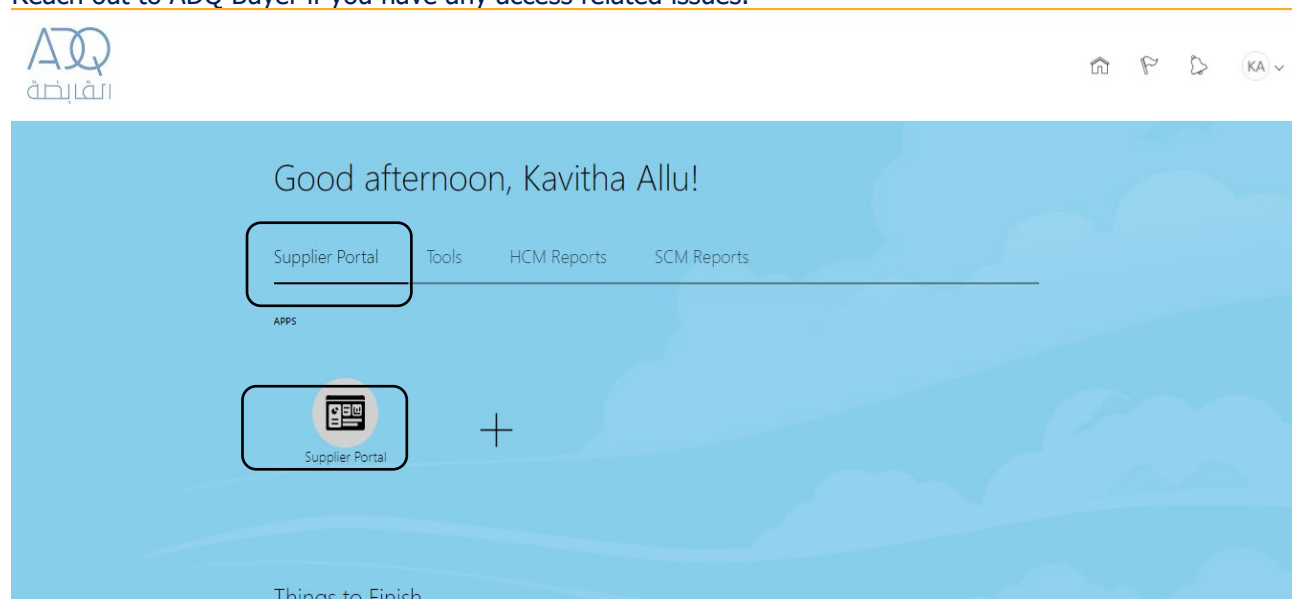 Reach out to ADQ Buyer if you have any access related issues.
ADQ
القابضة
KA
Good afternoon, Kavitha Allu!
Supplier Portal Tools HCM Reports SCM Reports
APPS
Supplier Portal
Things to Finish